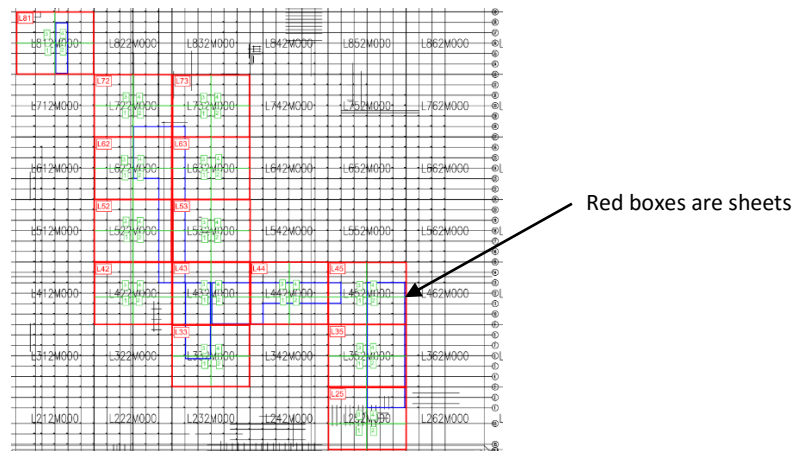 L81
L812M000 L822M000 L832M000 L842M000 L852M000 L862M000
L72 L73
L712M000 L722M000 L732M000 L742M000 L752M000 L762M000
L62 L63
L612M000 L622M000 L632M000 L642M000 L652M000 L662M000
L52 L53
L512M000 L522M000 L532M000 L542M000 L552M000 L562M000
L42 L43 L44 L45
L412M000 L422M000 L432M000 L442M000 L452M000 L462M000
L33 L35
L312M000 L322M000 L332M000 L342M000 L352M000 L362M000
L25
L212M000 L222M000 L232M000 L242M000 L252M000 L262M000
Red boxes are sheets